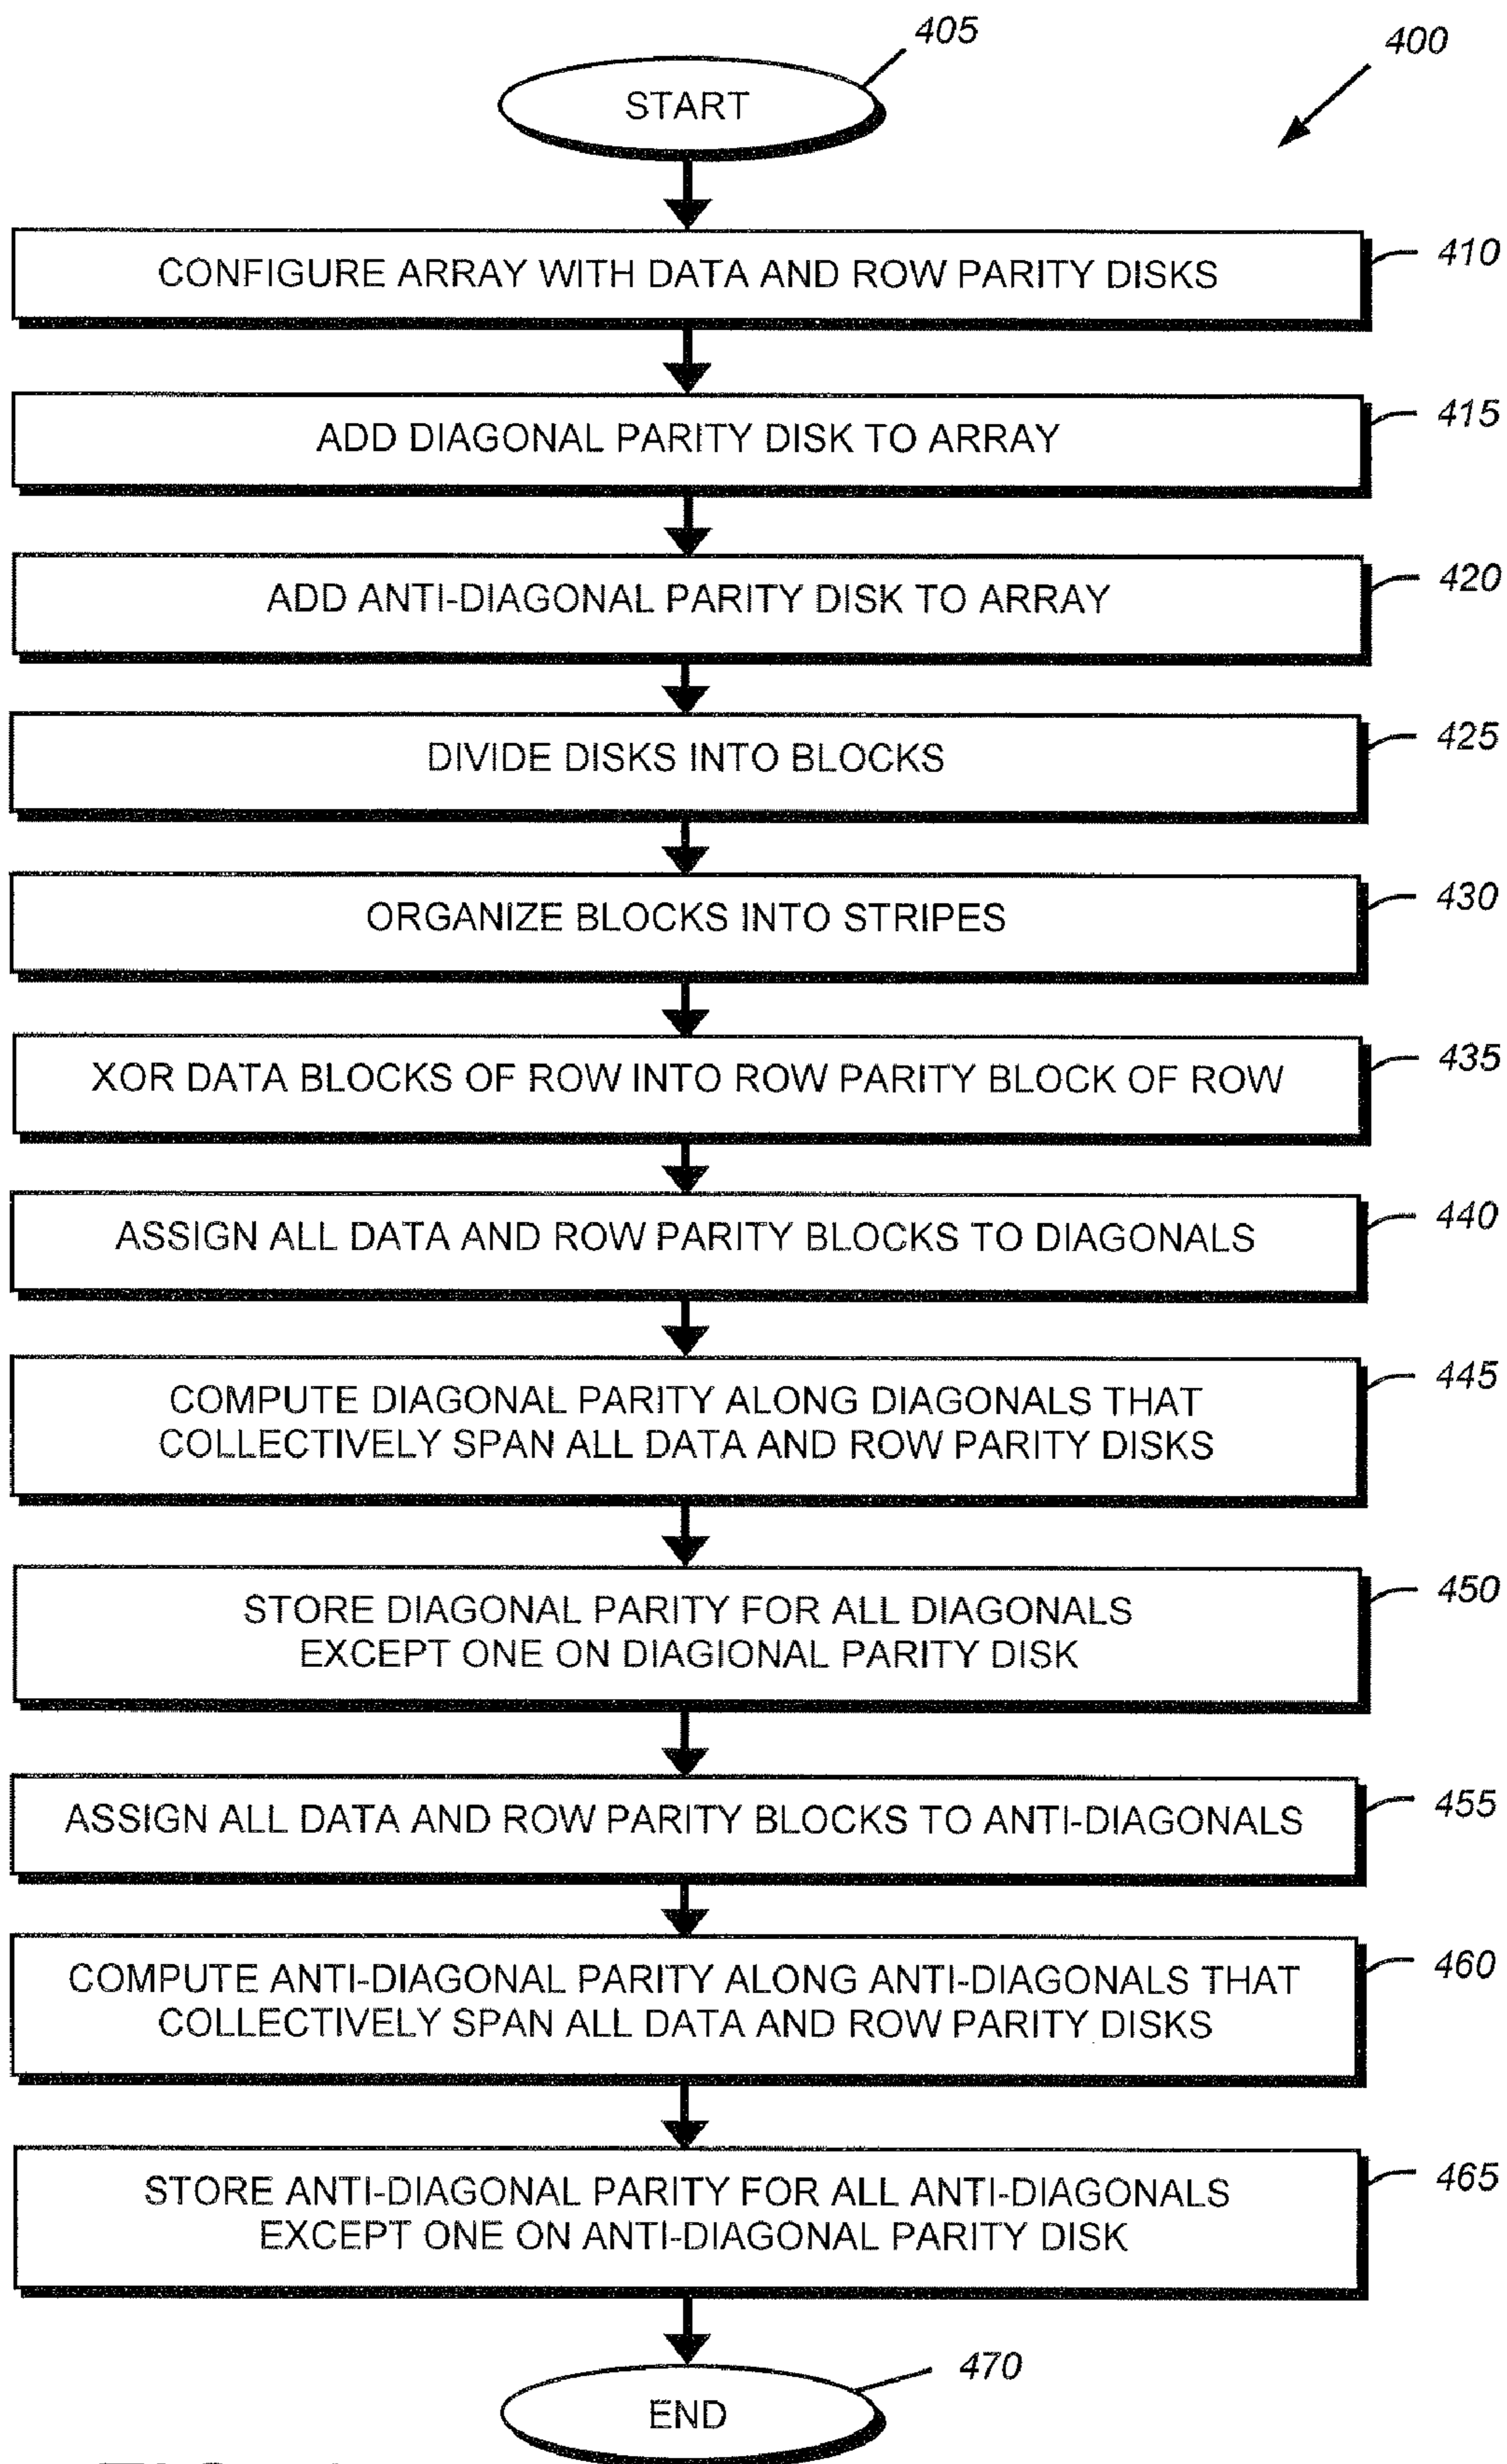 405
400
START
CONFIGURE ARRAY WITH DATA AND ROW PARITY DISKS
410
ADD DIAGONAL PARITY DISK TO ARRAY
415
ADD ANTI-DIAGONAL PARITY DISK TO ARRAY
420
DIVIDE DISKS INTO BLOCKS
425
ORGANIZE BLOCKS INTO STRIPES
430
XOR DATA BLOCKS OF ROW INTO ROW PARITY BLOCK OF ROW
435
ASSIGN ALL DATA AND ROW PARITY BLOCKS TO DIAGONALS
440
COMPUTE DIAGONAL PARITY ALONG DIAGONALS THAT
COLLECTIVELY SPAN ALL DATA AND ROW PARITY DISKS
445
STORE DIAGONAL PARITY FOR ALL DIAGONALS
EXCEPT ONE ON DIAGIONAL PARITY DISK
450
ASSIGN ALL DATA AND ROW PARITY BLOCKS TO ANTI-DIAGONALS
455
COMPUTE ANTI-DIAGONAL PARITY ALONG ANTI-DIAGONALS THAT
COLLECTIVELY SPAN ALL DATA AND ROW PARITY DISKS
460
STORE ANTI-DIAGONAL PARITY FOR ALL ANTI-DIAGONALS
EXCEPT ONE ON ANTI-DIAGONAL PARITY DISK
465
470
END